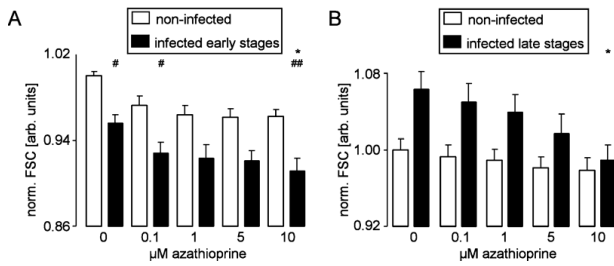 A
non-infected
infected early stages
norm. FSC [arb. units]
1.02
0.94
0.86
# # * ##
0 0.1 1 5 10
µM azathioprine
B
non-infected
infected late stages
norm. FSC [arb. units]
1.08
1.00
0.92
*
0 0.1 1 5 10
µM azathioprine